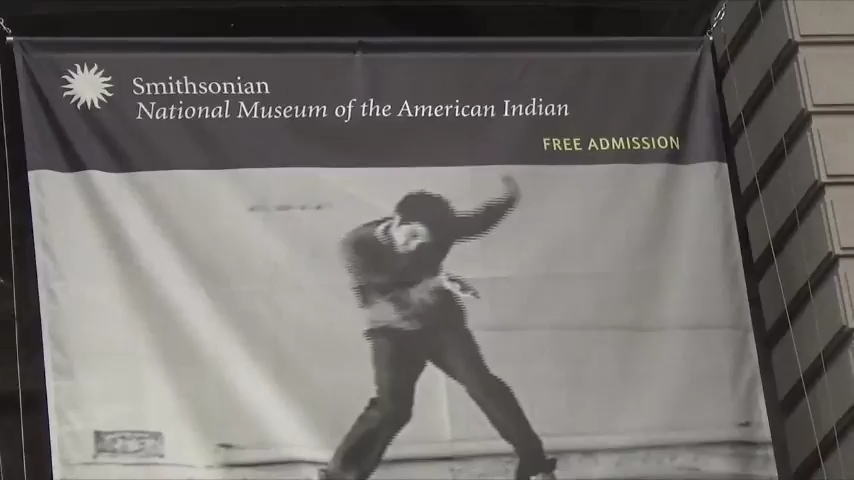 Smithsonian
National Museum of the American Indian
FREE ADMISSION